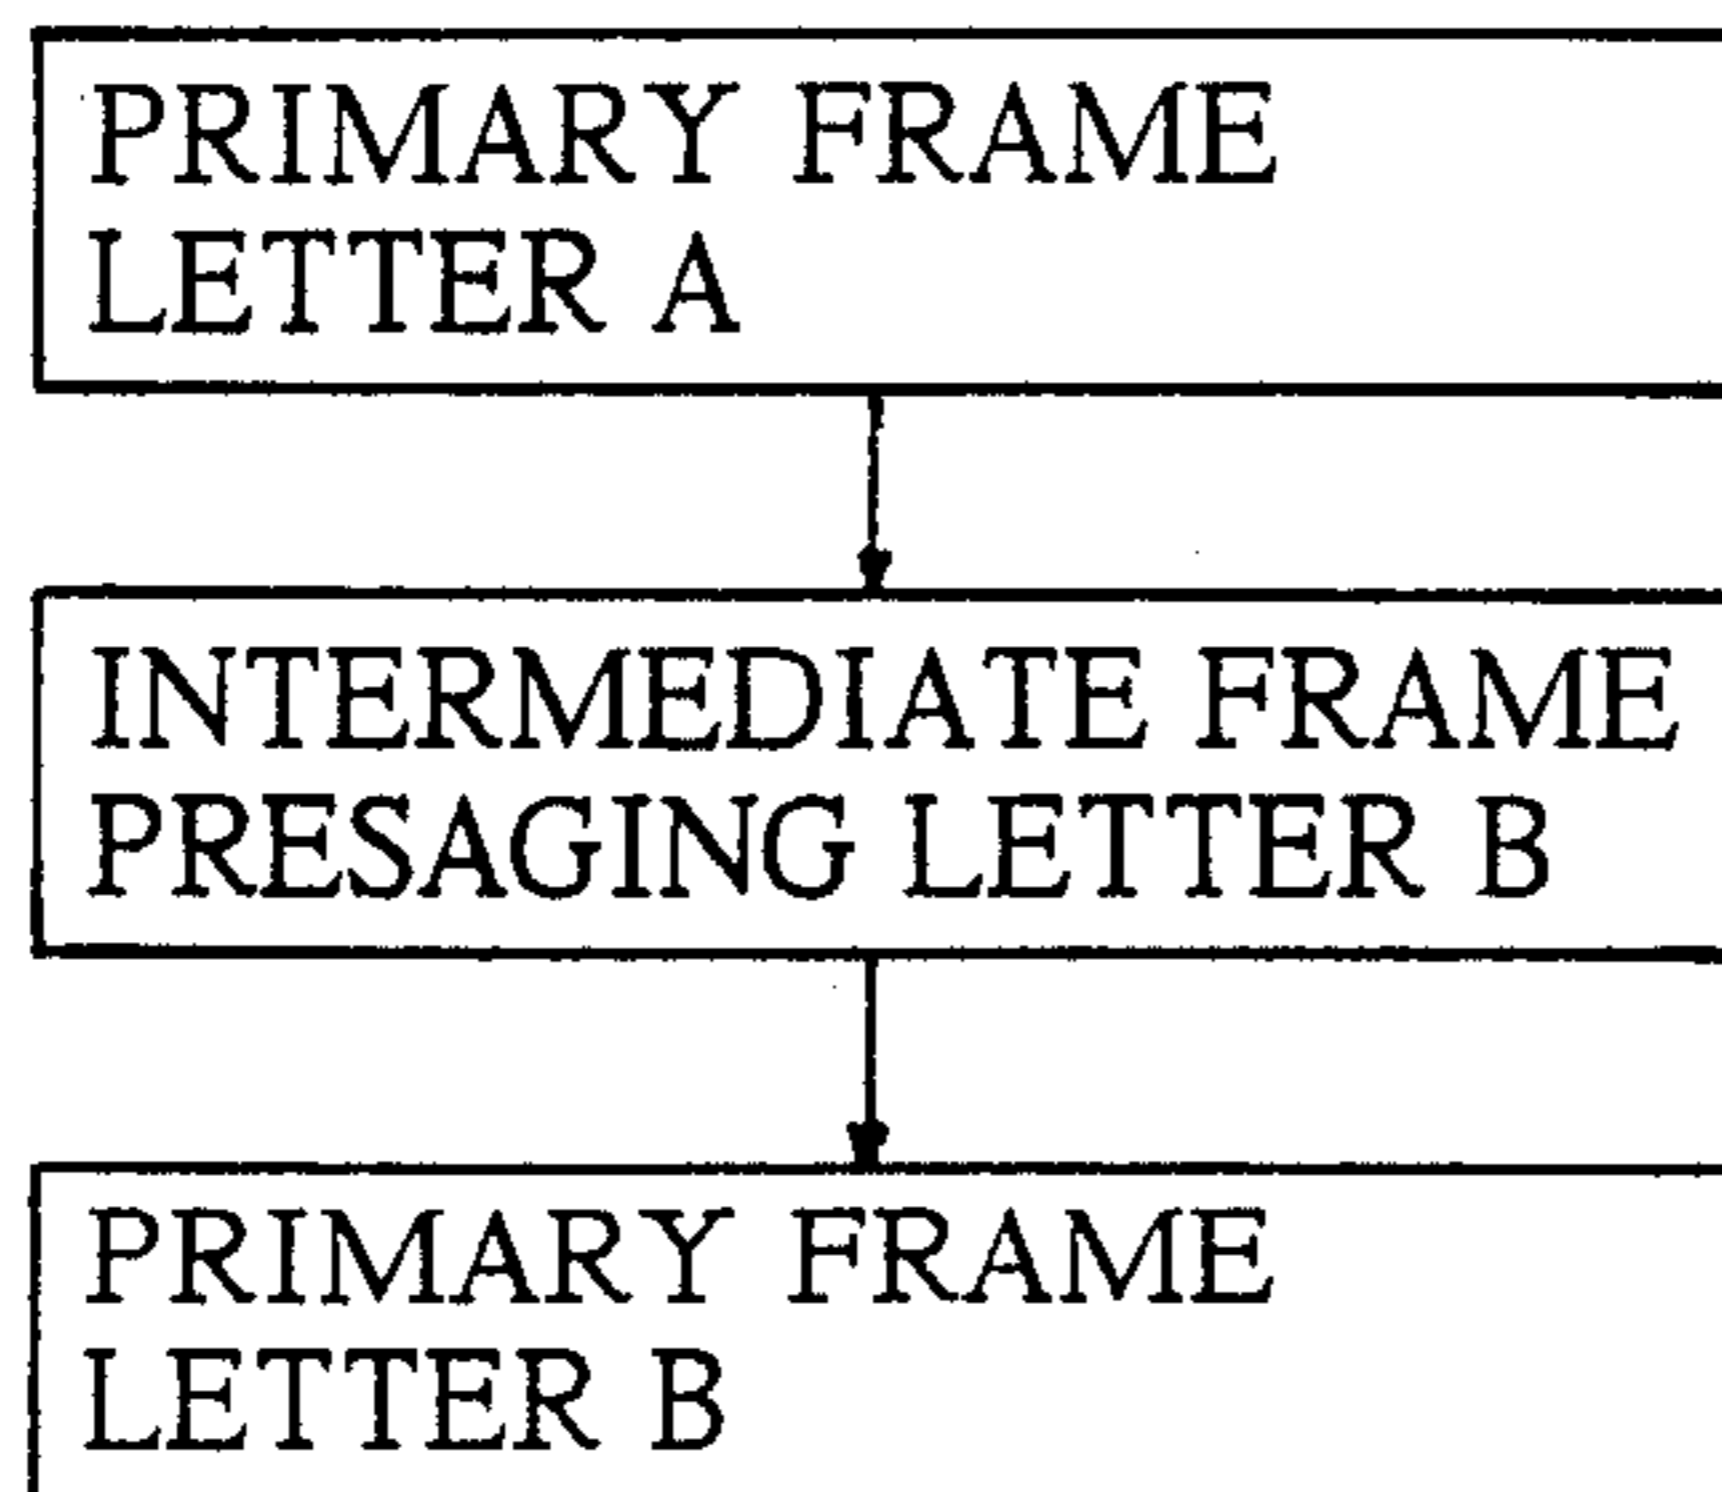 PRIMARY FRAME
LETTER A
INTERMEDIATE FRAME
PRESAGING LETTER B
PRIMARY FRAME
LETTER B